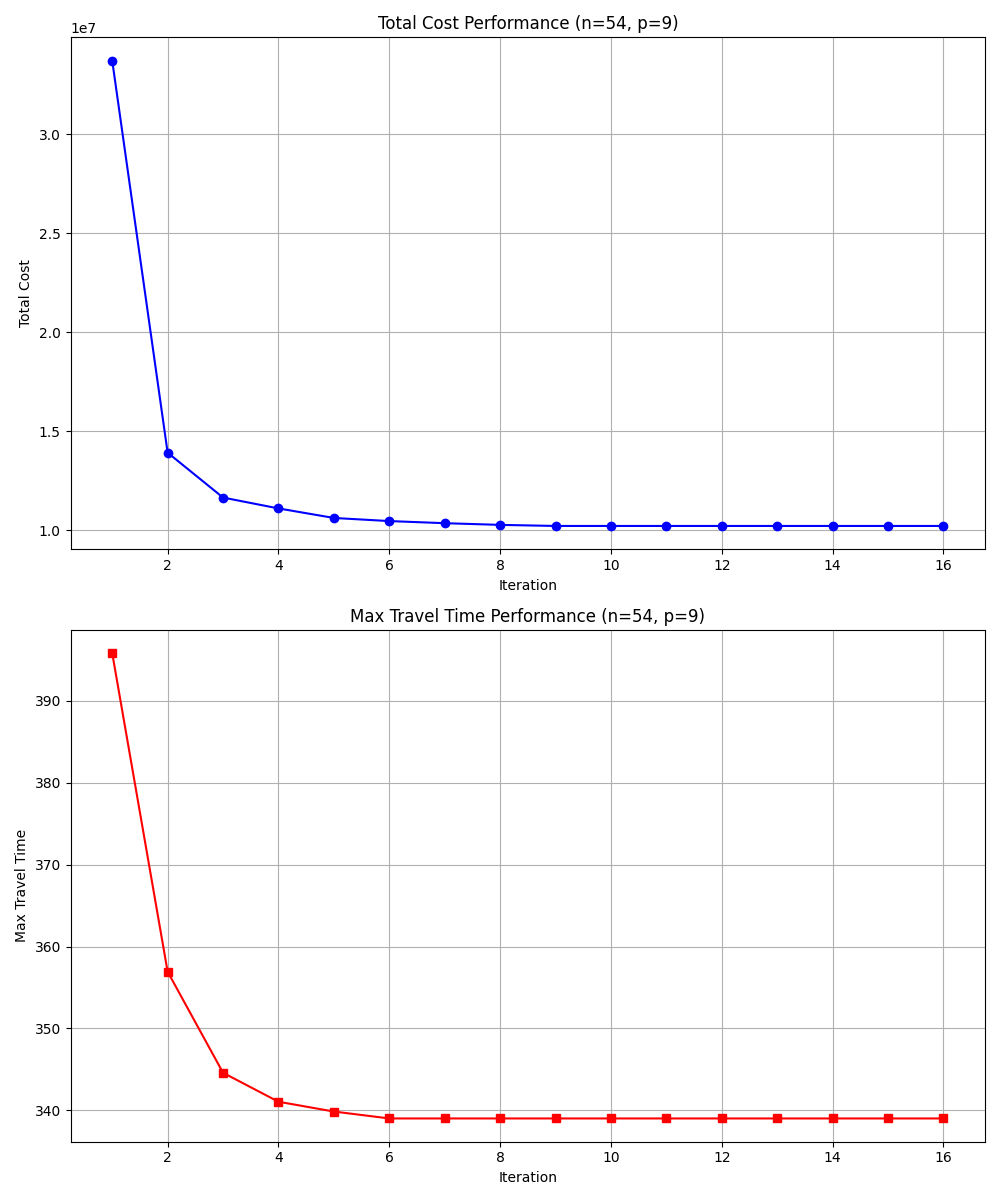 Total Cost Performance (n=54, p=9)
1e7
3.0
2.5
2.0
1.5
1.0
Total Cost
2 4 6 8 10 12 14 16
Iteration
Max Travel Time Performance (n=54, p=9)
390
380
370
360
350
340
Max Travel Time
2 4 6 8 10 12 14 16
Iteration